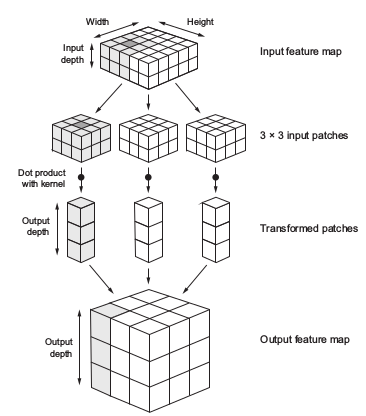 Width
Height
Input
depth
Input feature map
3 × 3 input patches
Dot product
with kernel
Output
depth
Transformed patches
Output
depth
Output feature map